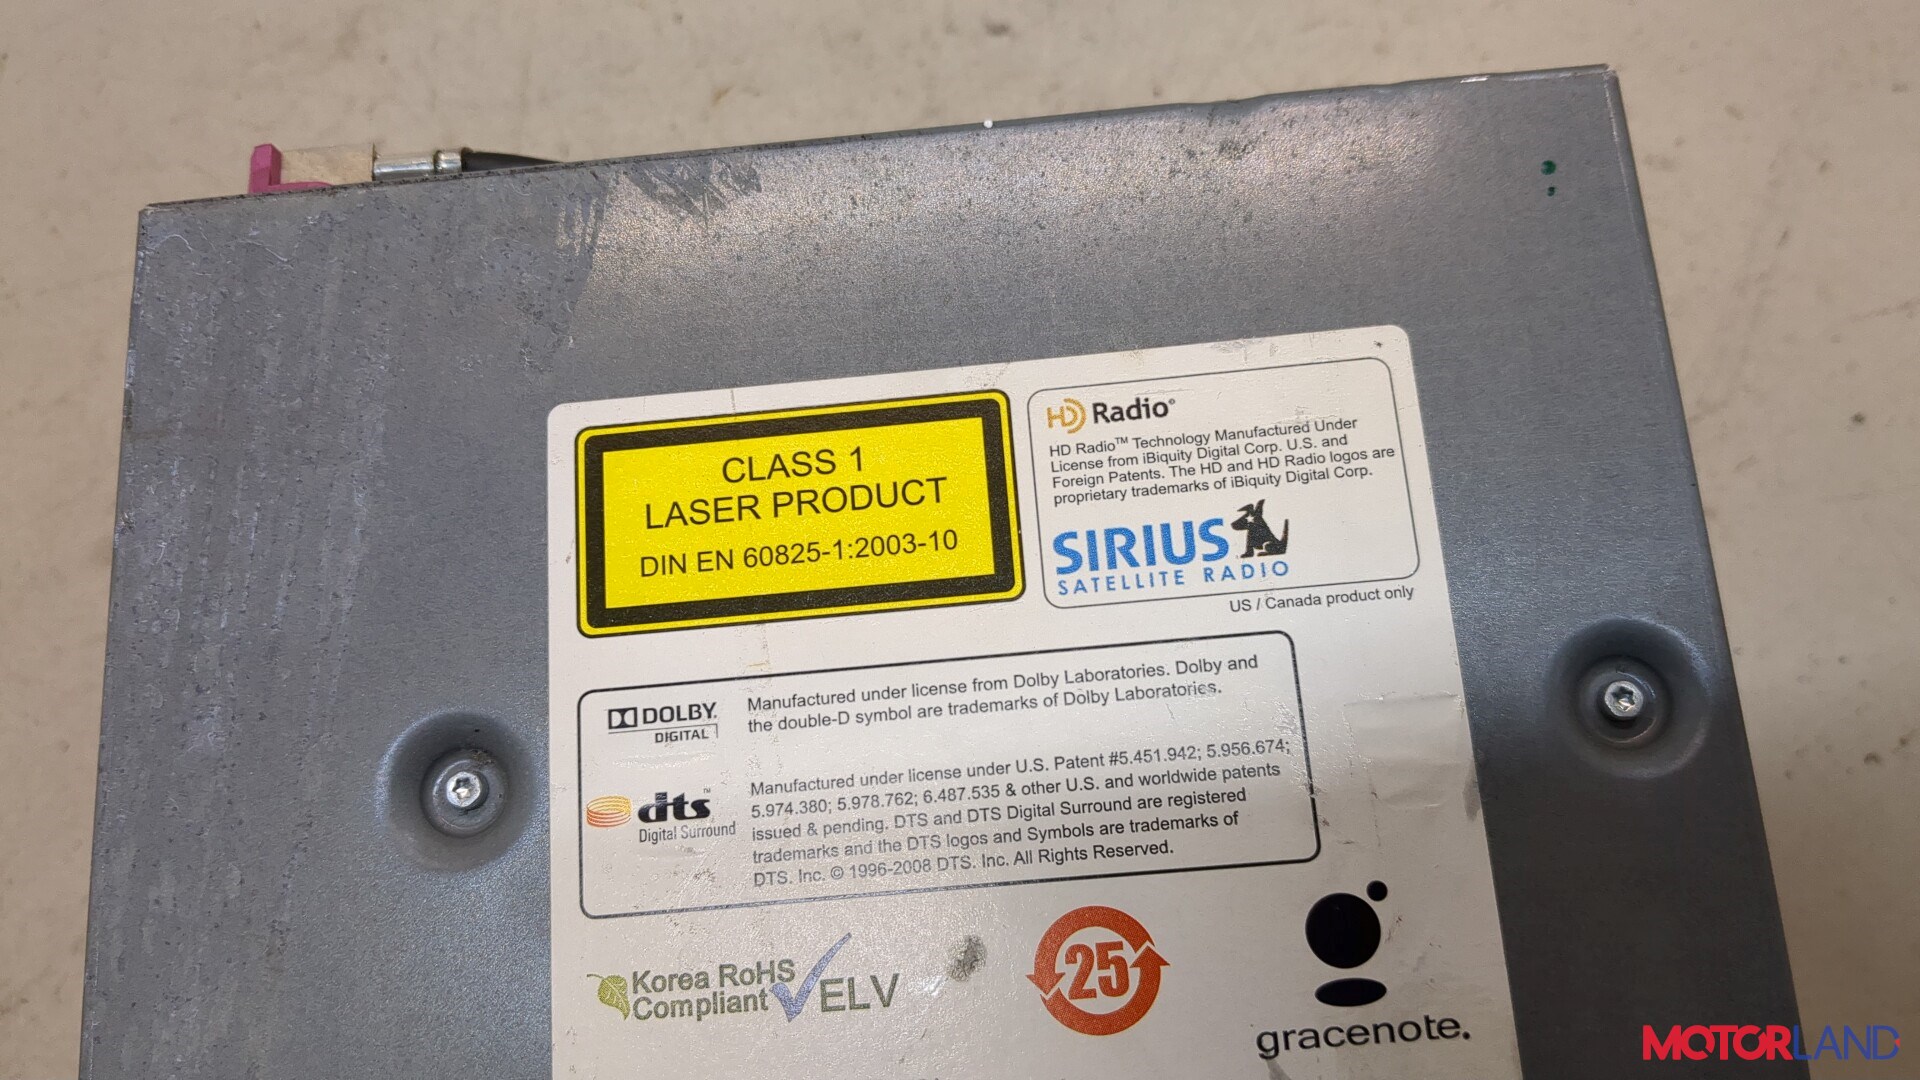 CLASS 1
LASER PRODUCT
DIN EN 60825-1:2003-10
HD Radio®
HD Radio™ Technology Manufactured Under
License from iBiquity Digital Corp. U.S. and
Foreign Patents. The HD and HD Radio logos are
proprietary trademarks of iBiquity Digital Corp.
SIRIUS
SATELLITE RADIO
US / Canada product only
DOLBY
DIGITAL
Manufactured under license from Dolby Laboratories. Dolby and
the double-D symbol are trademarks of Dolby Laboratories.
dts™
Digital Surround
Manufactured under license under U.S. Patent #5.451.942; 5.956.674;
5.974.380; 5.978.762; 6.487.535 & other U.S. and worldwide patents
issued & pending. DTS and DTS Digital Surround are registered
trademarks and the DTS logos and Symbols are trademarks of
DTS. Inc. © 1996-2008 DTS. Inc. All Rights Reserved.
Korea RoHS
Compliant
ELV
25
gracenote.
MOTORLAND